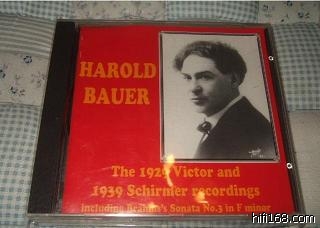 HAROLD
BAUER
The 1929 Victor and
1939 Schirmer recordings
including Brahms's Sonata No.3 in F minor
hifi168.com